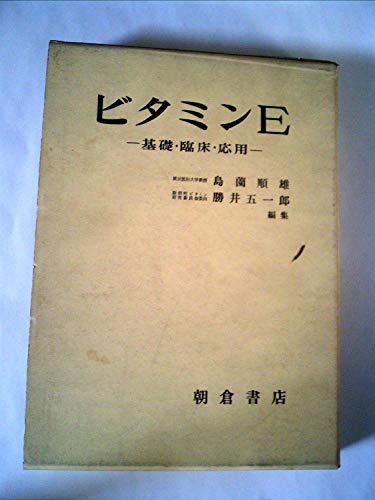 ビタミンE
—基礎・臨床・応用—
島薗順雄
勝井五一郎
編集
朝倉書店